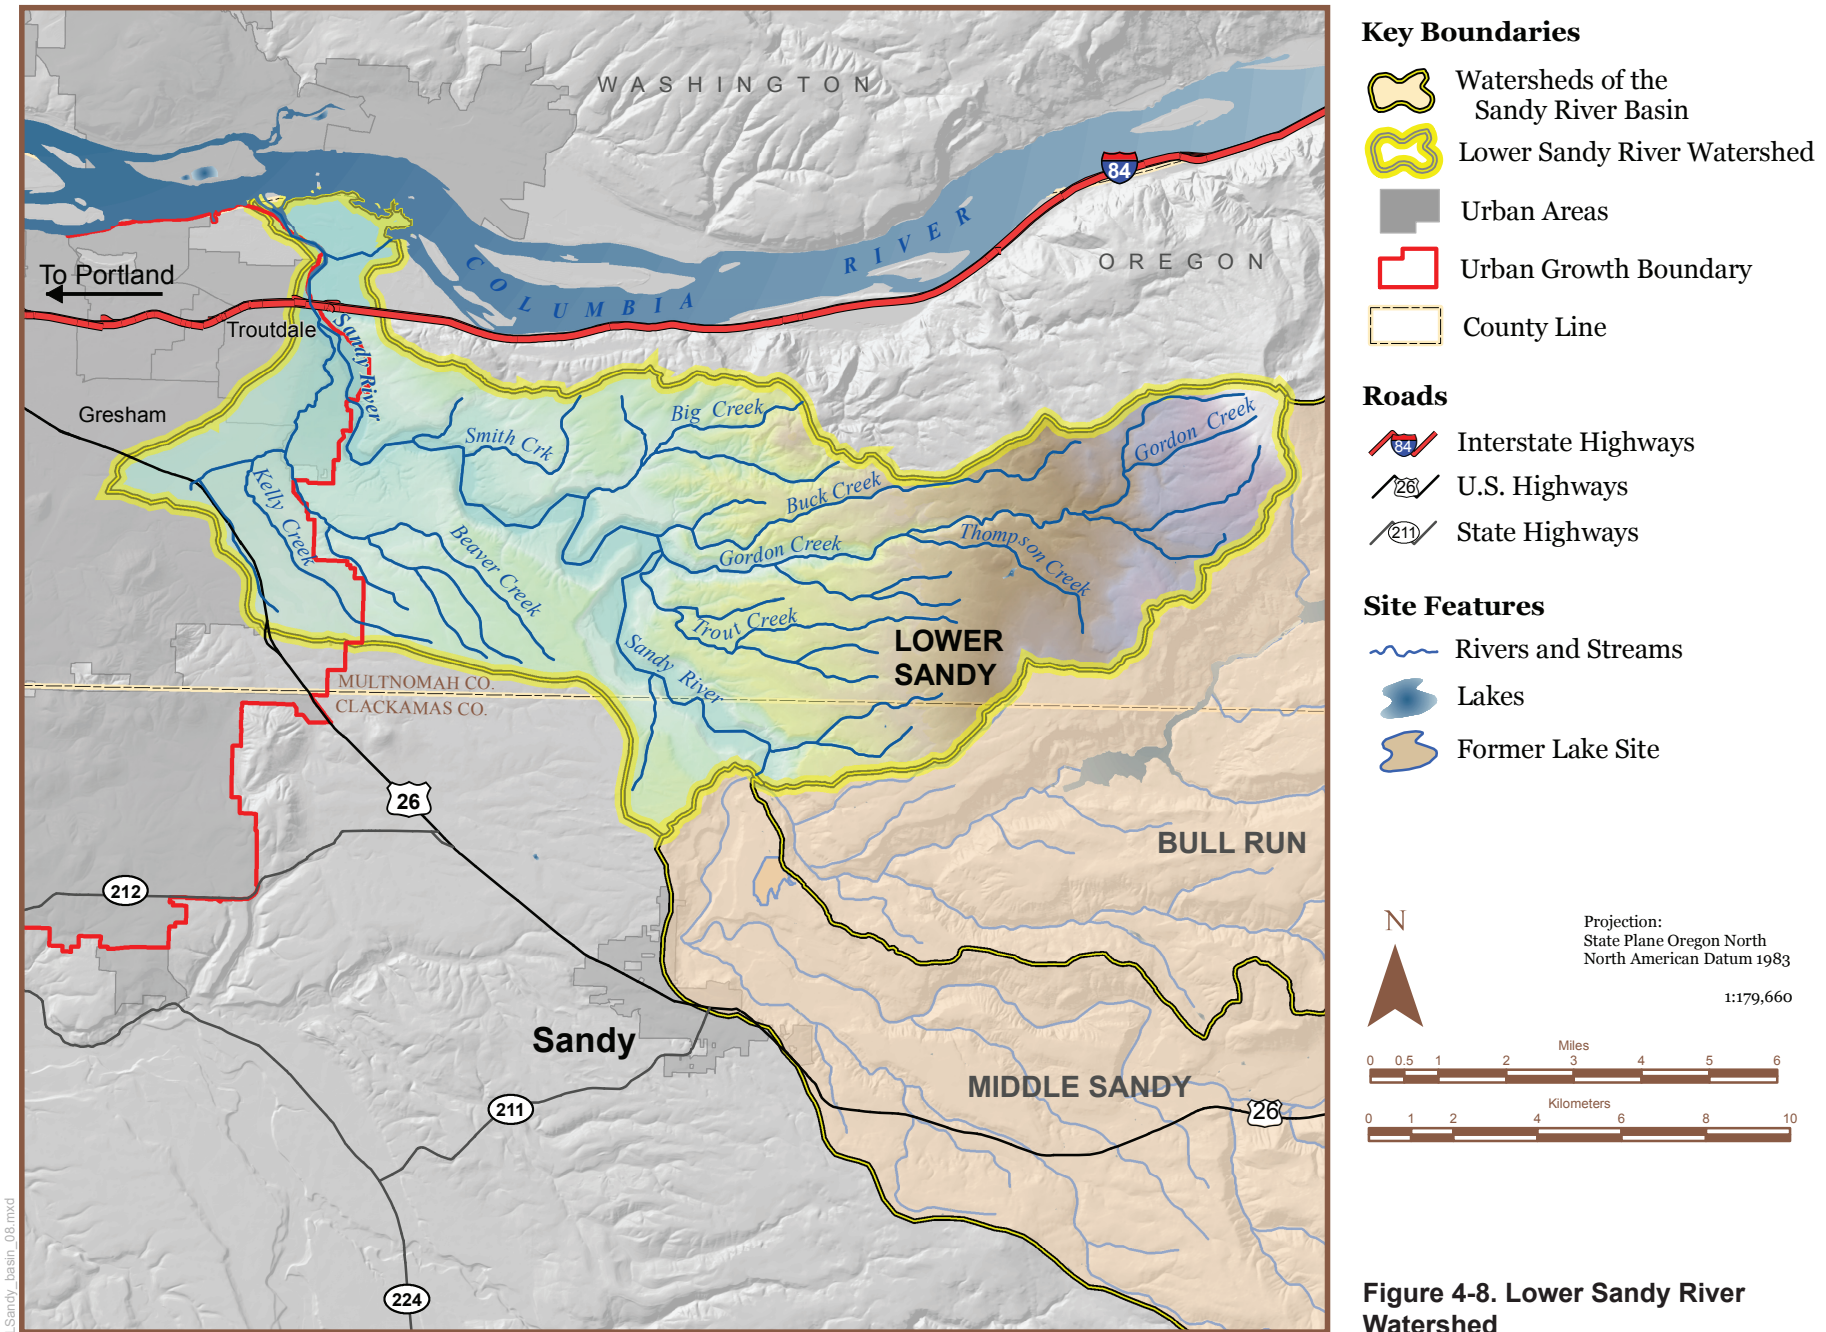 WASHINGTON
84
COLUMBIA RIVER
OREGON
To Portland
Troutdale
Sandy River
Gresham
Big Creek
Smith Crk
Gordon Creek
Buck Creek
Kelly Creek
Beaver Creek
Gordon Creek
Thompson Creek
Trout Creek
LOWER
SANDY
Sandy River
MULTNOMAH CO.
CLACKAMAS CO.
26
BULL RUN
212
Sandy
MIDDLE SANDY
211
26
224
LSandy_basin_08.mxd
Key Boundaries
Watersheds of the
Sandy River Basin
Lower Sandy River Watershed
Urban Areas
Urban Growth Boundary
County Line
Roads
84
Interstate Highways
26
U.S. Highways
211
State Highways
Site Features
Rivers and Streams
Lakes
Former Lake Site
N
Projection:
State Plane Oregon North
North American Datum 1983
1:179,660
Miles
0 0.5 1 2 3 4 5 6
Kilometers
0 1 2 4 6 8 10
Figure 4-8. Lower Sandy River
Watershed